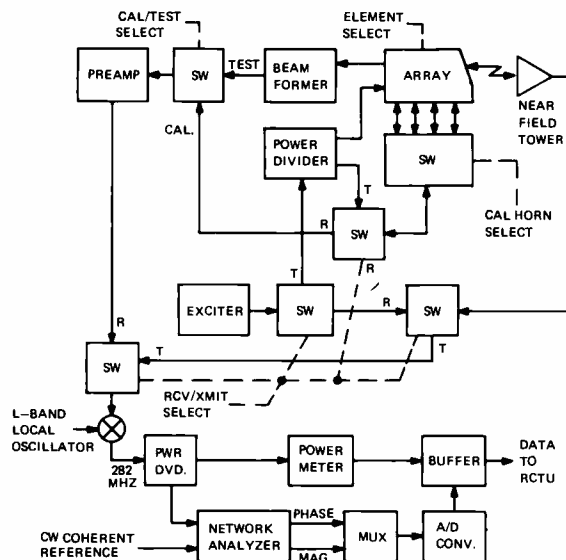 CAL/TEST
SELECT
ELEMENT
SELECT
PREAMP
SW
TEST
BEAM
FORMER
ARRAY
NEAR
FIELD
TOWER
CAL.
POWER
DIVIDER
SW
T
CAL HORN
SELECT
R
SW
R
T
EXCITER
SW
R
SW
R
T
T
SW
RCV/XMIT
SELECT
L-BAND
LOCAL
OSCILLATOR
282
MHZ
PWR
DVD.
POWER
METER
BUFFER
DATA
TO
RCTU
PHASE
CW COHERENT
REFERENCE
NETWORK
ANALYZER
MAG
MUX
A/D
CONV.